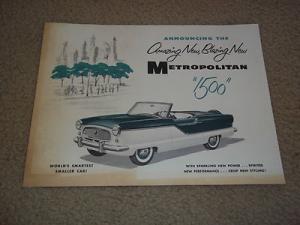 ANNOUNCING THE
Amazing New, Blazing New
METROPOLITAN
"1500"
WORLD'S SMARTEST
SMALLER CAR!
WITH SPARKLING NEW POWER... SPIRITED
NEW PERFORMANCE... CRISP NEW STYLING!